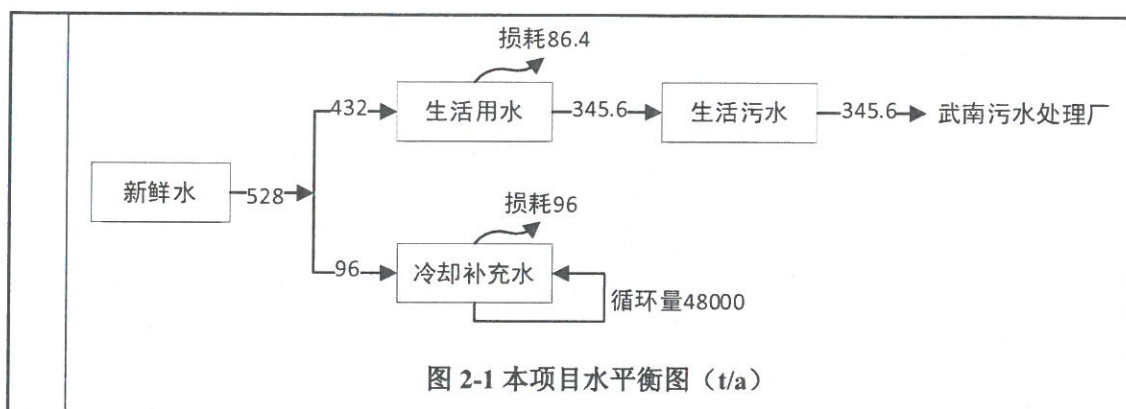 损耗86.4
432 生活用水 345.6 生活污水 345.6 武南污水处理厂
新鲜水 528
损耗96
96 冷却补充水
循环量48000
图 2-1 本项目水平衡图（t/a）